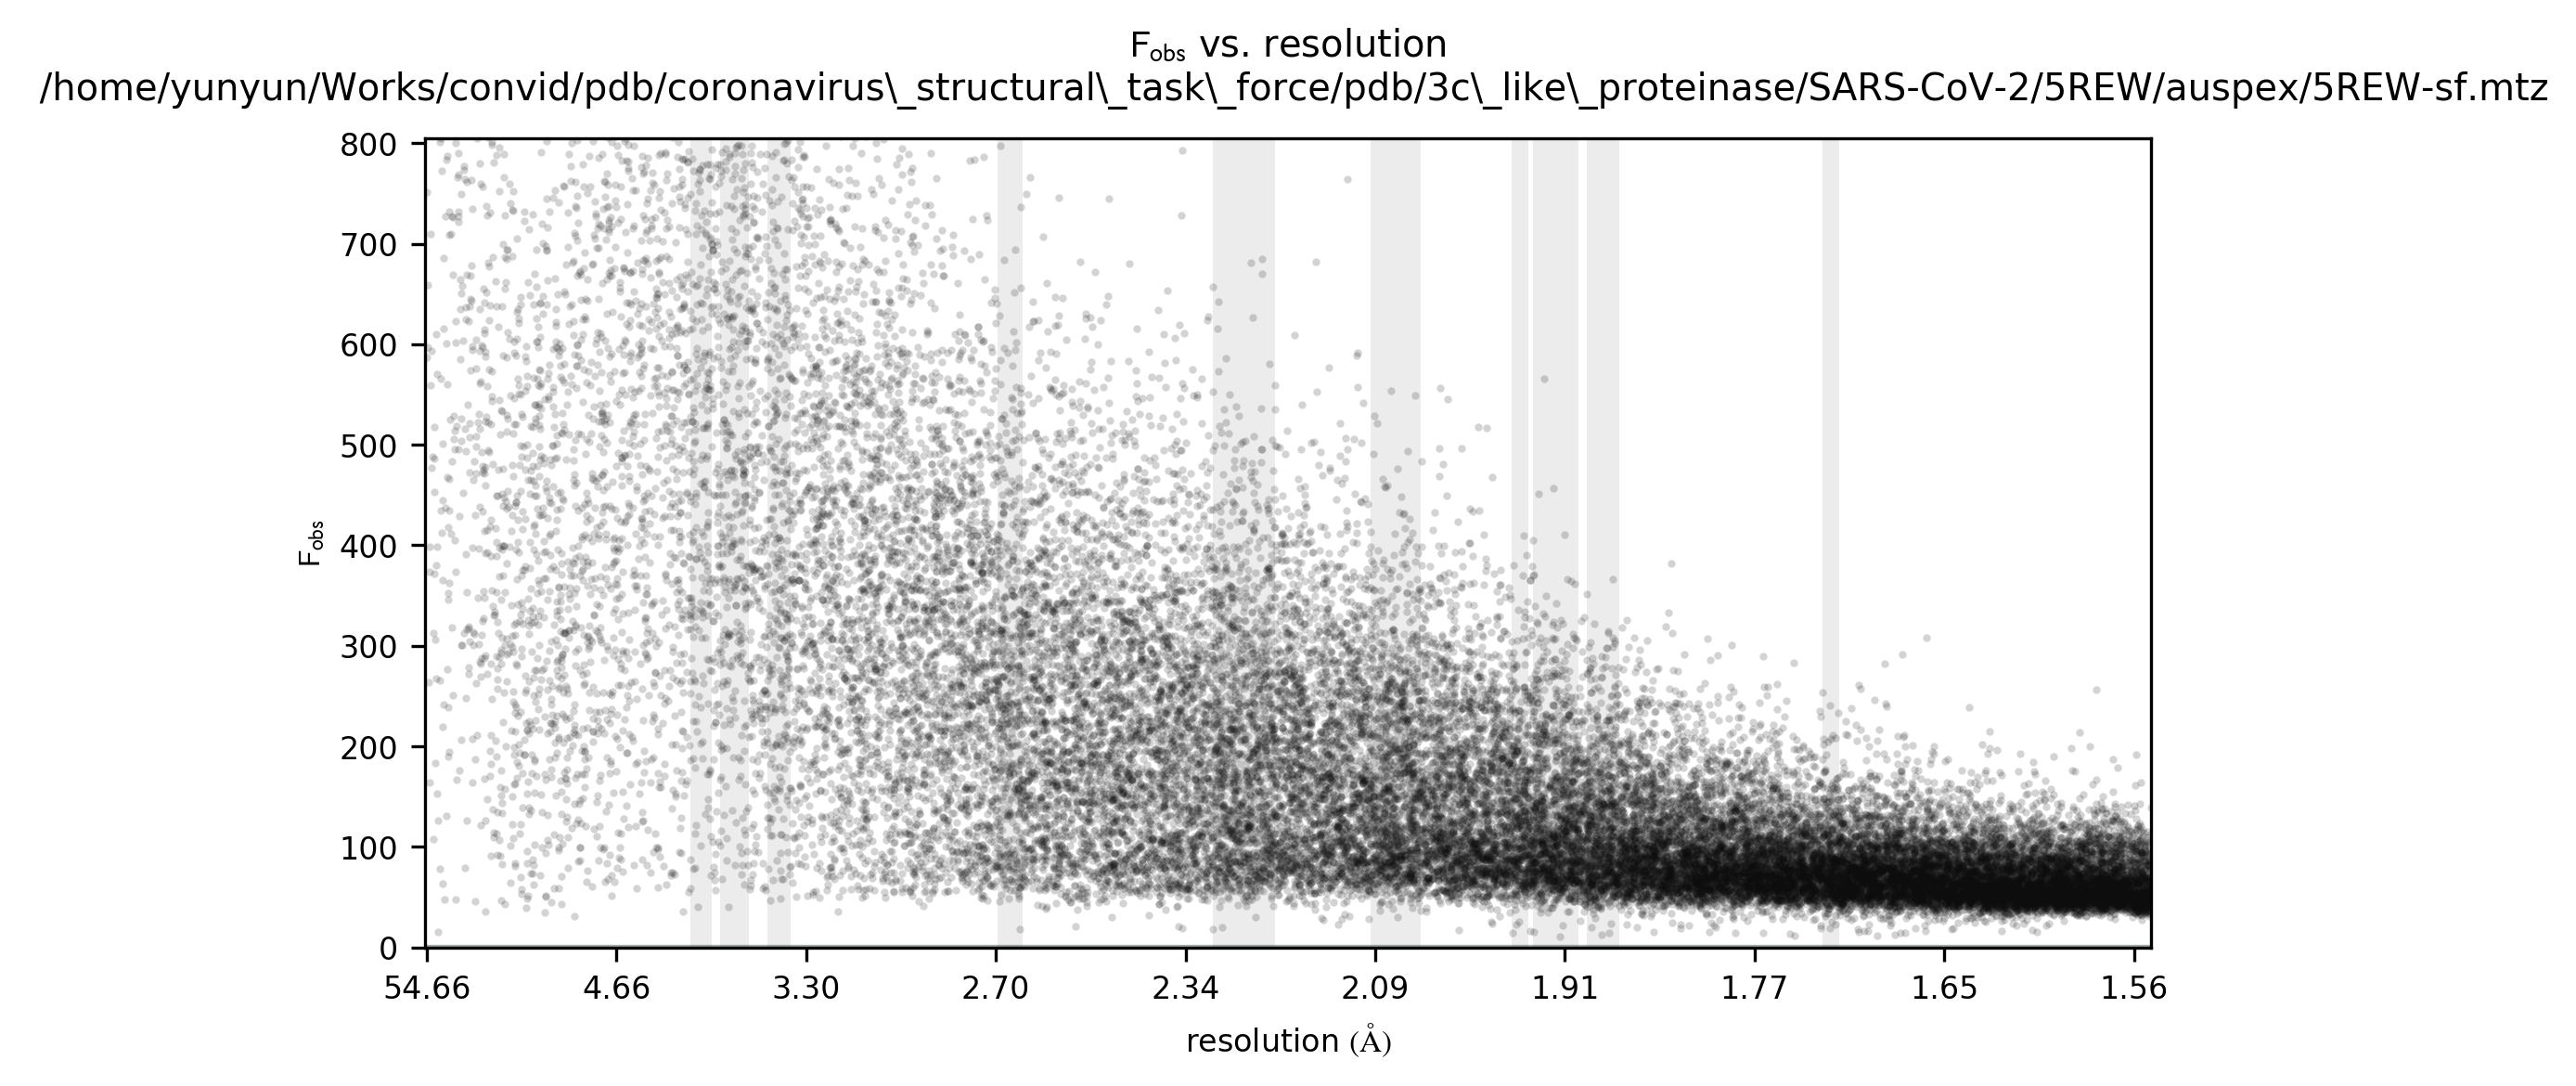 Fobs vs. resolution
/home/yunyun/Works/convid/pdb/coronavirus\_structural\_task\_force/pdb/3c\_like\_proteinase/SARS-CoV-2/5REW/auspex/5REW-sf.mtz
800
700
600
500
400
300
200
100
0
Fobs
54.66 4.66 3.30 2.70 2.34 2.09 1.91 1.77 1.65 1.56
resolution (Å)